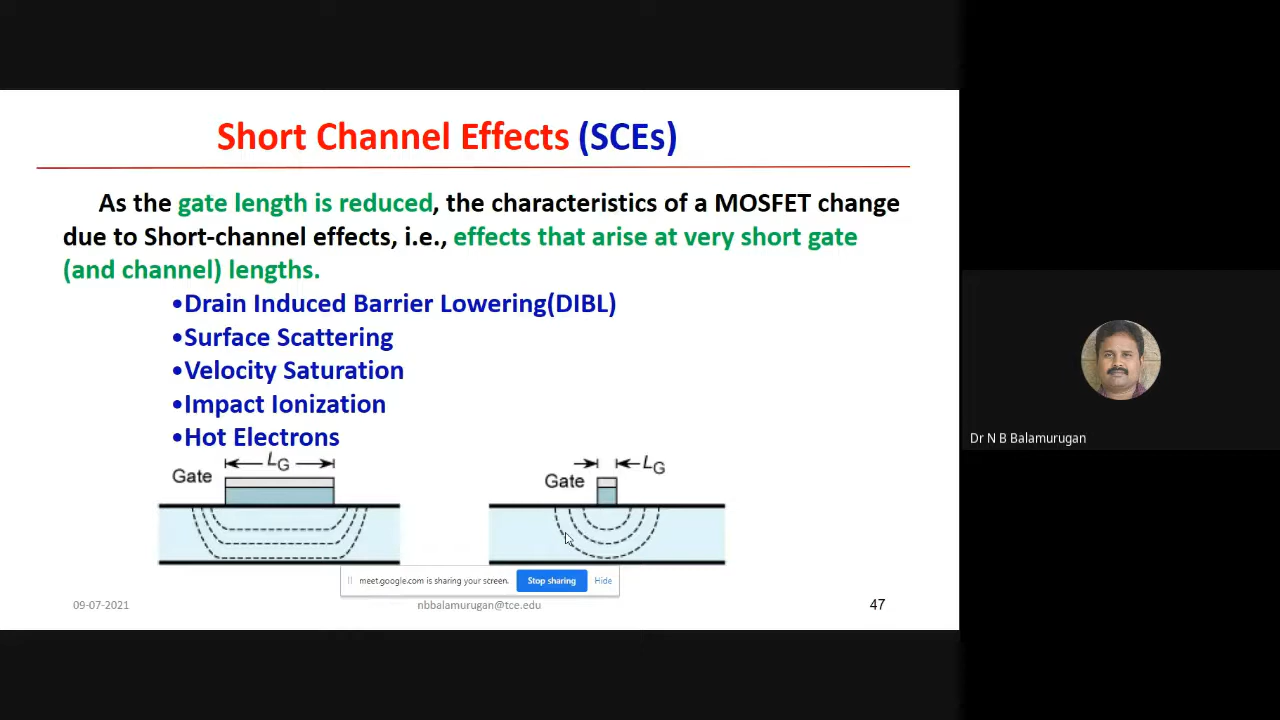 Short Channel Effects (SCEs)
As the gate length is reduced, the characteristics of a MOSFET change
due to Short-channel effects, i.e., effects that arise at very short gate
(and channel) lengths.
•Drain Induced Barrier Lowering(DIBL)
•Surface Scattering
•Velocity Saturation
•Impact Ionization
•Hot Electrons
Gate LG
Gate LG
meet.google.com is sharing your screen. Stop sharing Hide
09-07-2021 nbbalamurugan@tce.edu 47
Dr N B Balamurugan